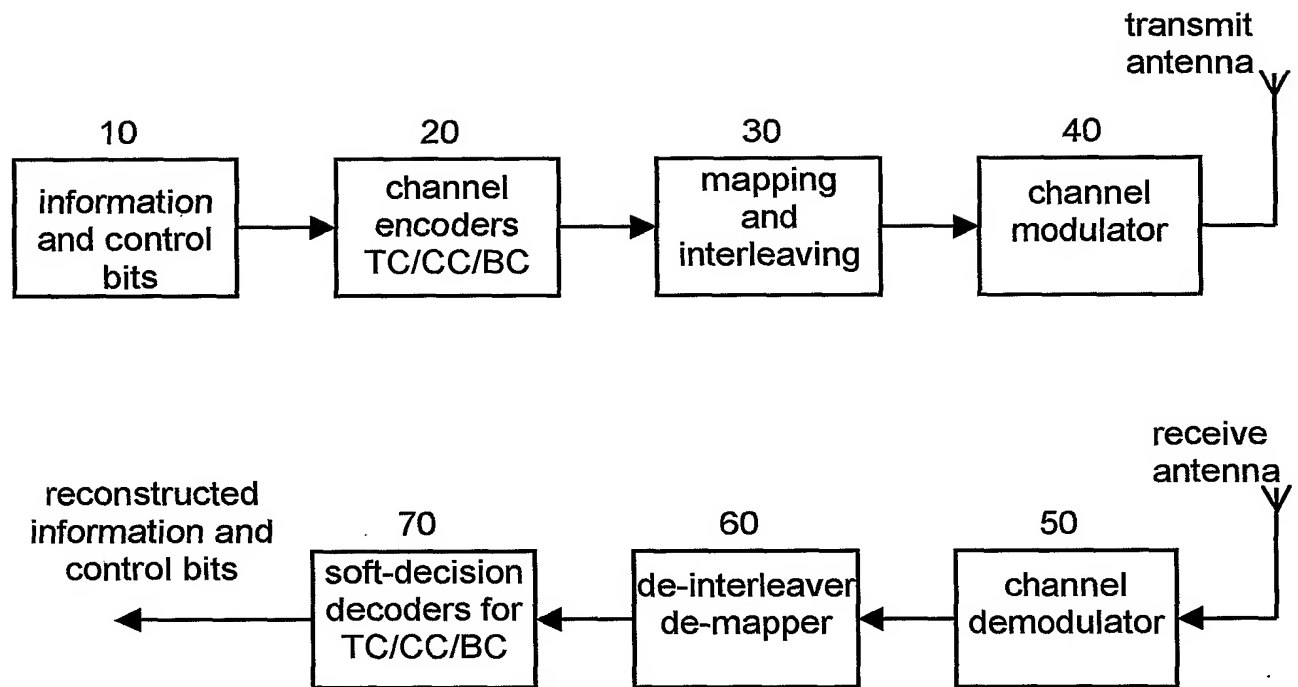 transmit
antenna
10
20
30
40
information
and control
bits
channel
encoders
TC/CC/BC
mapping
and
interleaving
channel
modulator
receive
antenna
reconstructed
information and
control bits
70
60
50
soft-decision
decoders for
TC/CC/BC
de-interleaver
de-mapper
channel
demodulator